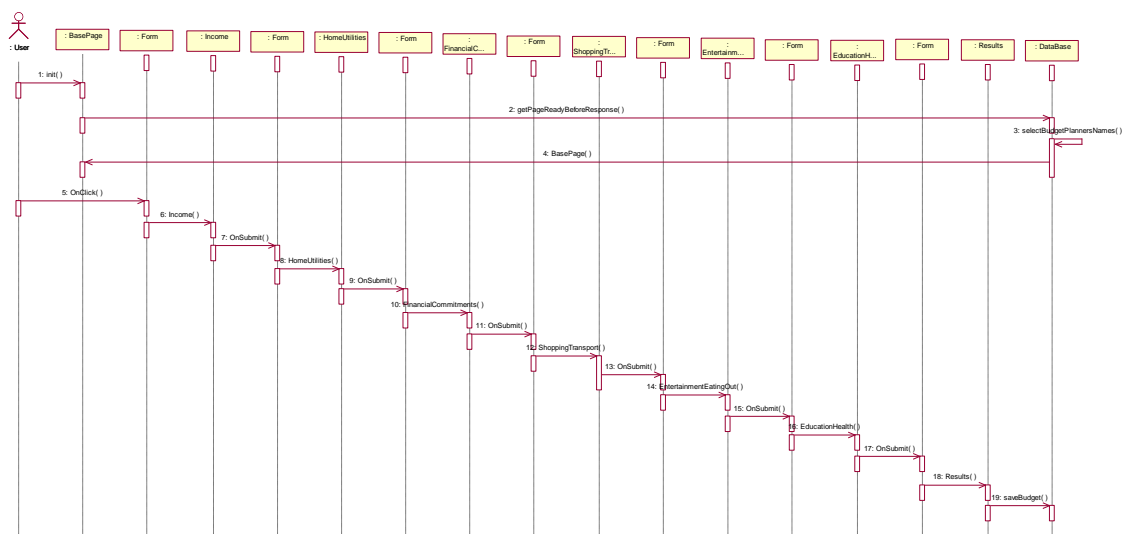 : User
: BasePage
: Form
: Income
: Form
: HomeUtilities
: Form
:
FinancialC...
: Form
:
ShoppingTr...
: Form
:
Entertainm...
: Form
:
EducationH...
: Form
: Results
: DataBase
1: init( )
2: getPageReadyBeforeResponse( )
3: selectBudgetPlannersNames( )
4: BasePage( )
5: OnClick( )
6: Income( )
7: OnSubmit( )
8: HomeUtilities( )
9: OnSubmit( )
10: FinancialCommitments( )
11: OnSubmit( )
12: ShoppingTransport( )
13: OnSubmit( )
14: EntertainmentEatingOut( )
15: OnSubmit( )
16: EducationHealth( )
17: OnSubmit( )
18: Results( )
19: saveBudget( )